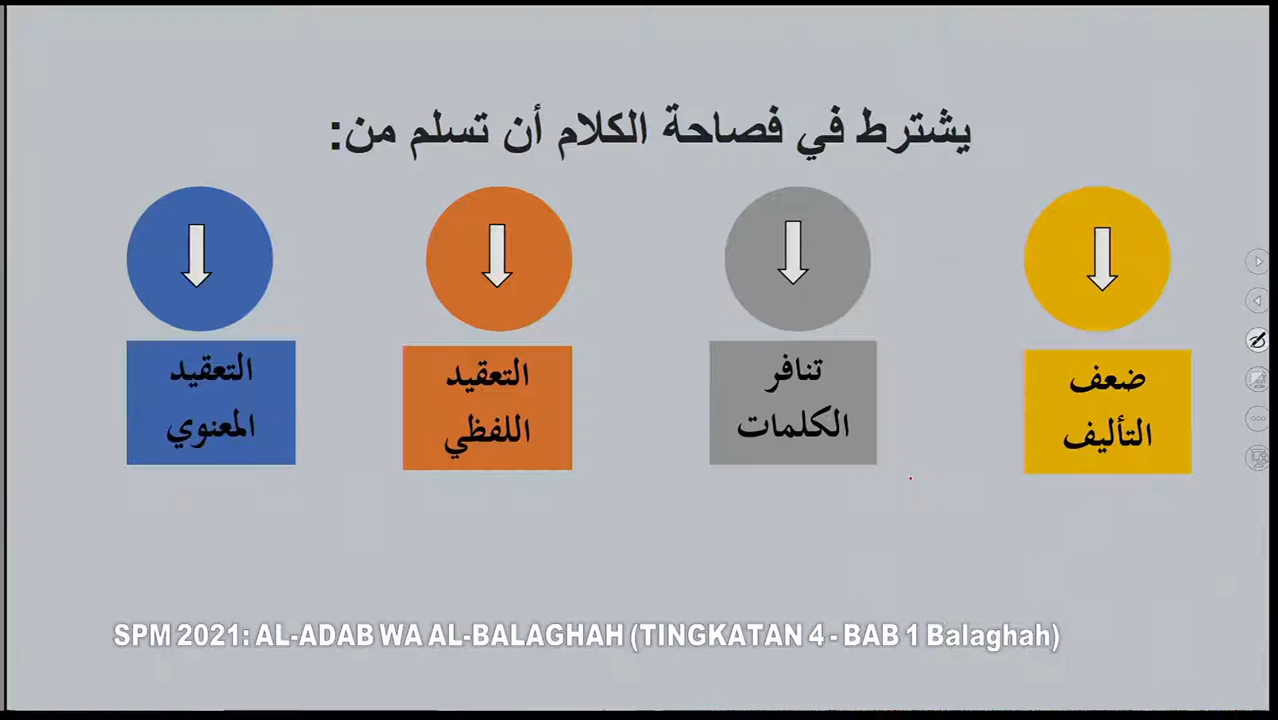 يشترط في فصاحة الكلام أن تسلم من:
ضعف
التأليف
تنافر
الكلمات
التعقيد
اللفظي
التعقيد
المعنوي
SPM 2021: AL-ADAB WA AL-BALAGHAH (TINGKATAN 4 - BAB 1 Balaghah)